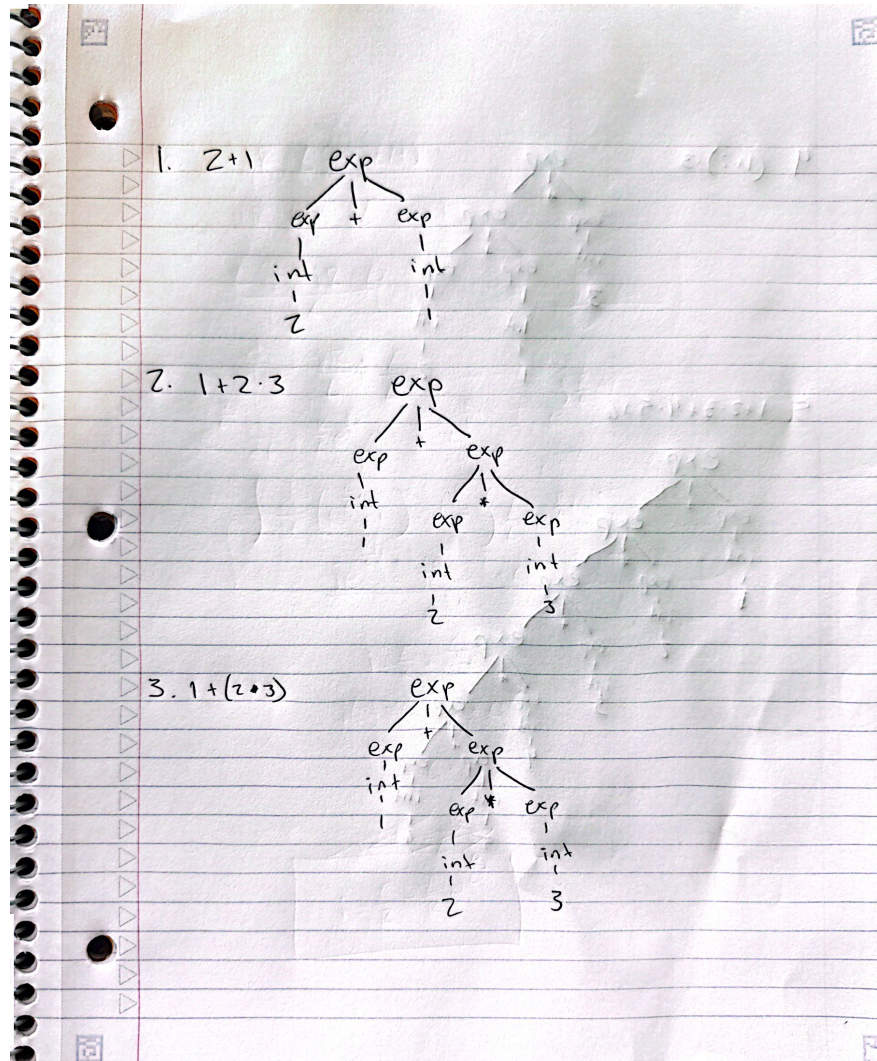 1. 2+1 exp
exp + exp
int int
2 1
2. 1+2·3 exp
exp + exp
int exp * exp
1 int int
2 3
3. 1+(2·3) exp
exp + exp
int exp * exp
1 int int
2 3